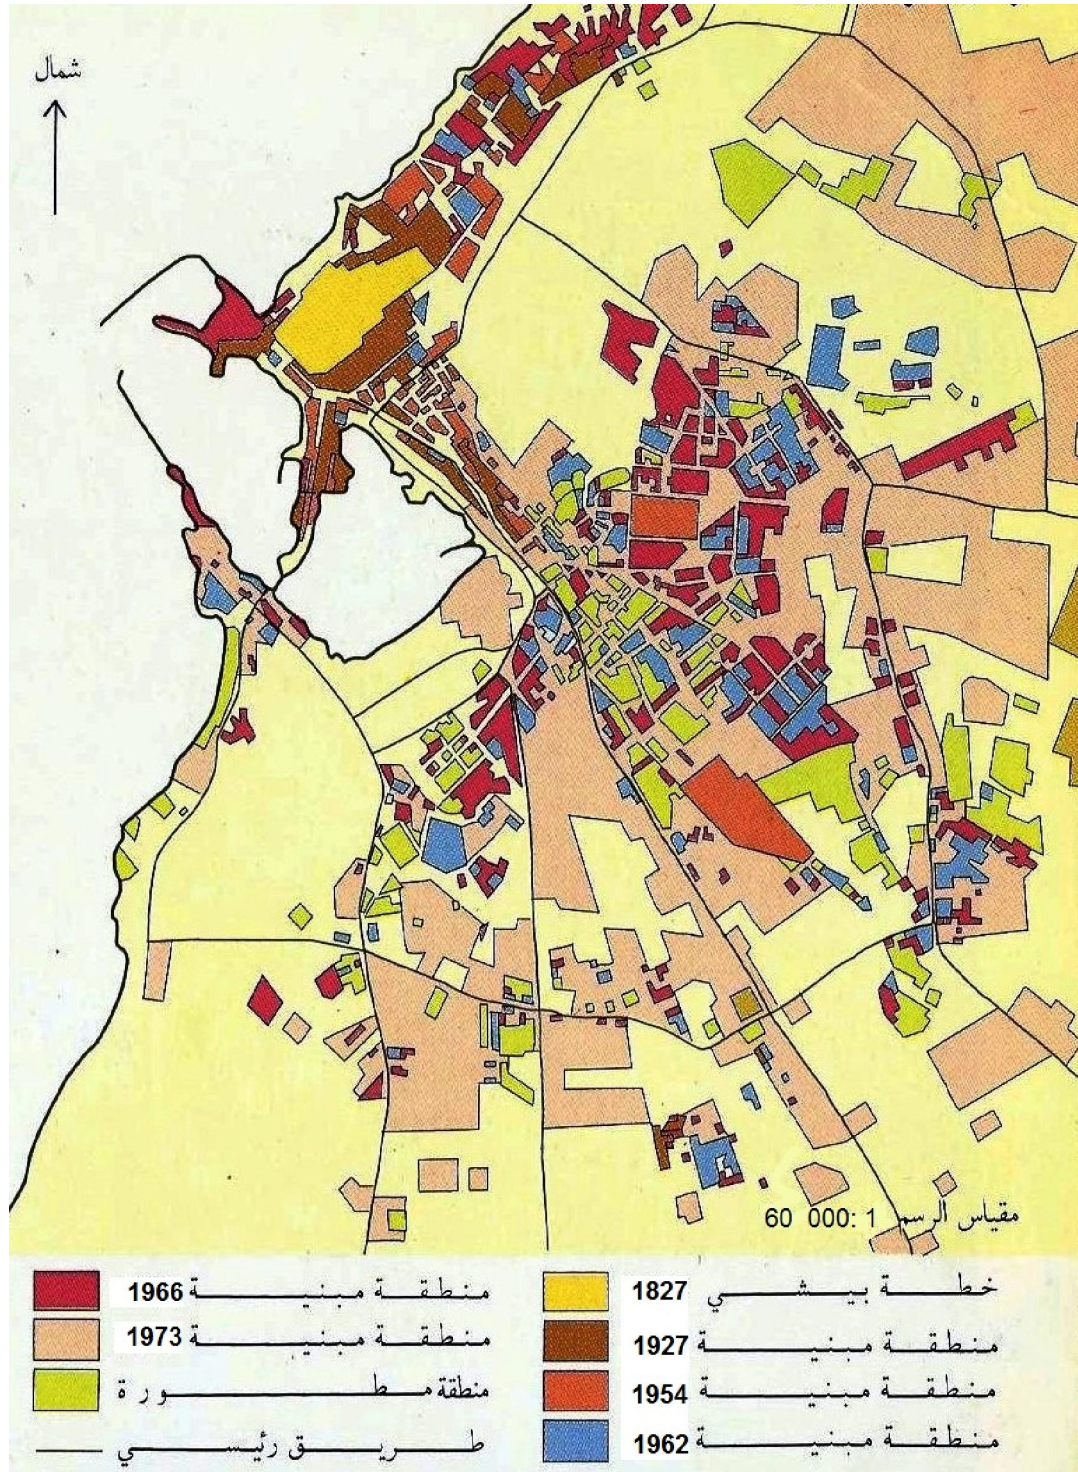 شمال
مقياس الرسم 1 :000 60
خطة بيشي 1827
منطقة مبنية 1927
منطقة مبنية 1954
منطقة مبنية 1962
منطقة مبنية 1966
منطقة مبنية 1973
منطقة مطورة
طريق رئيسي